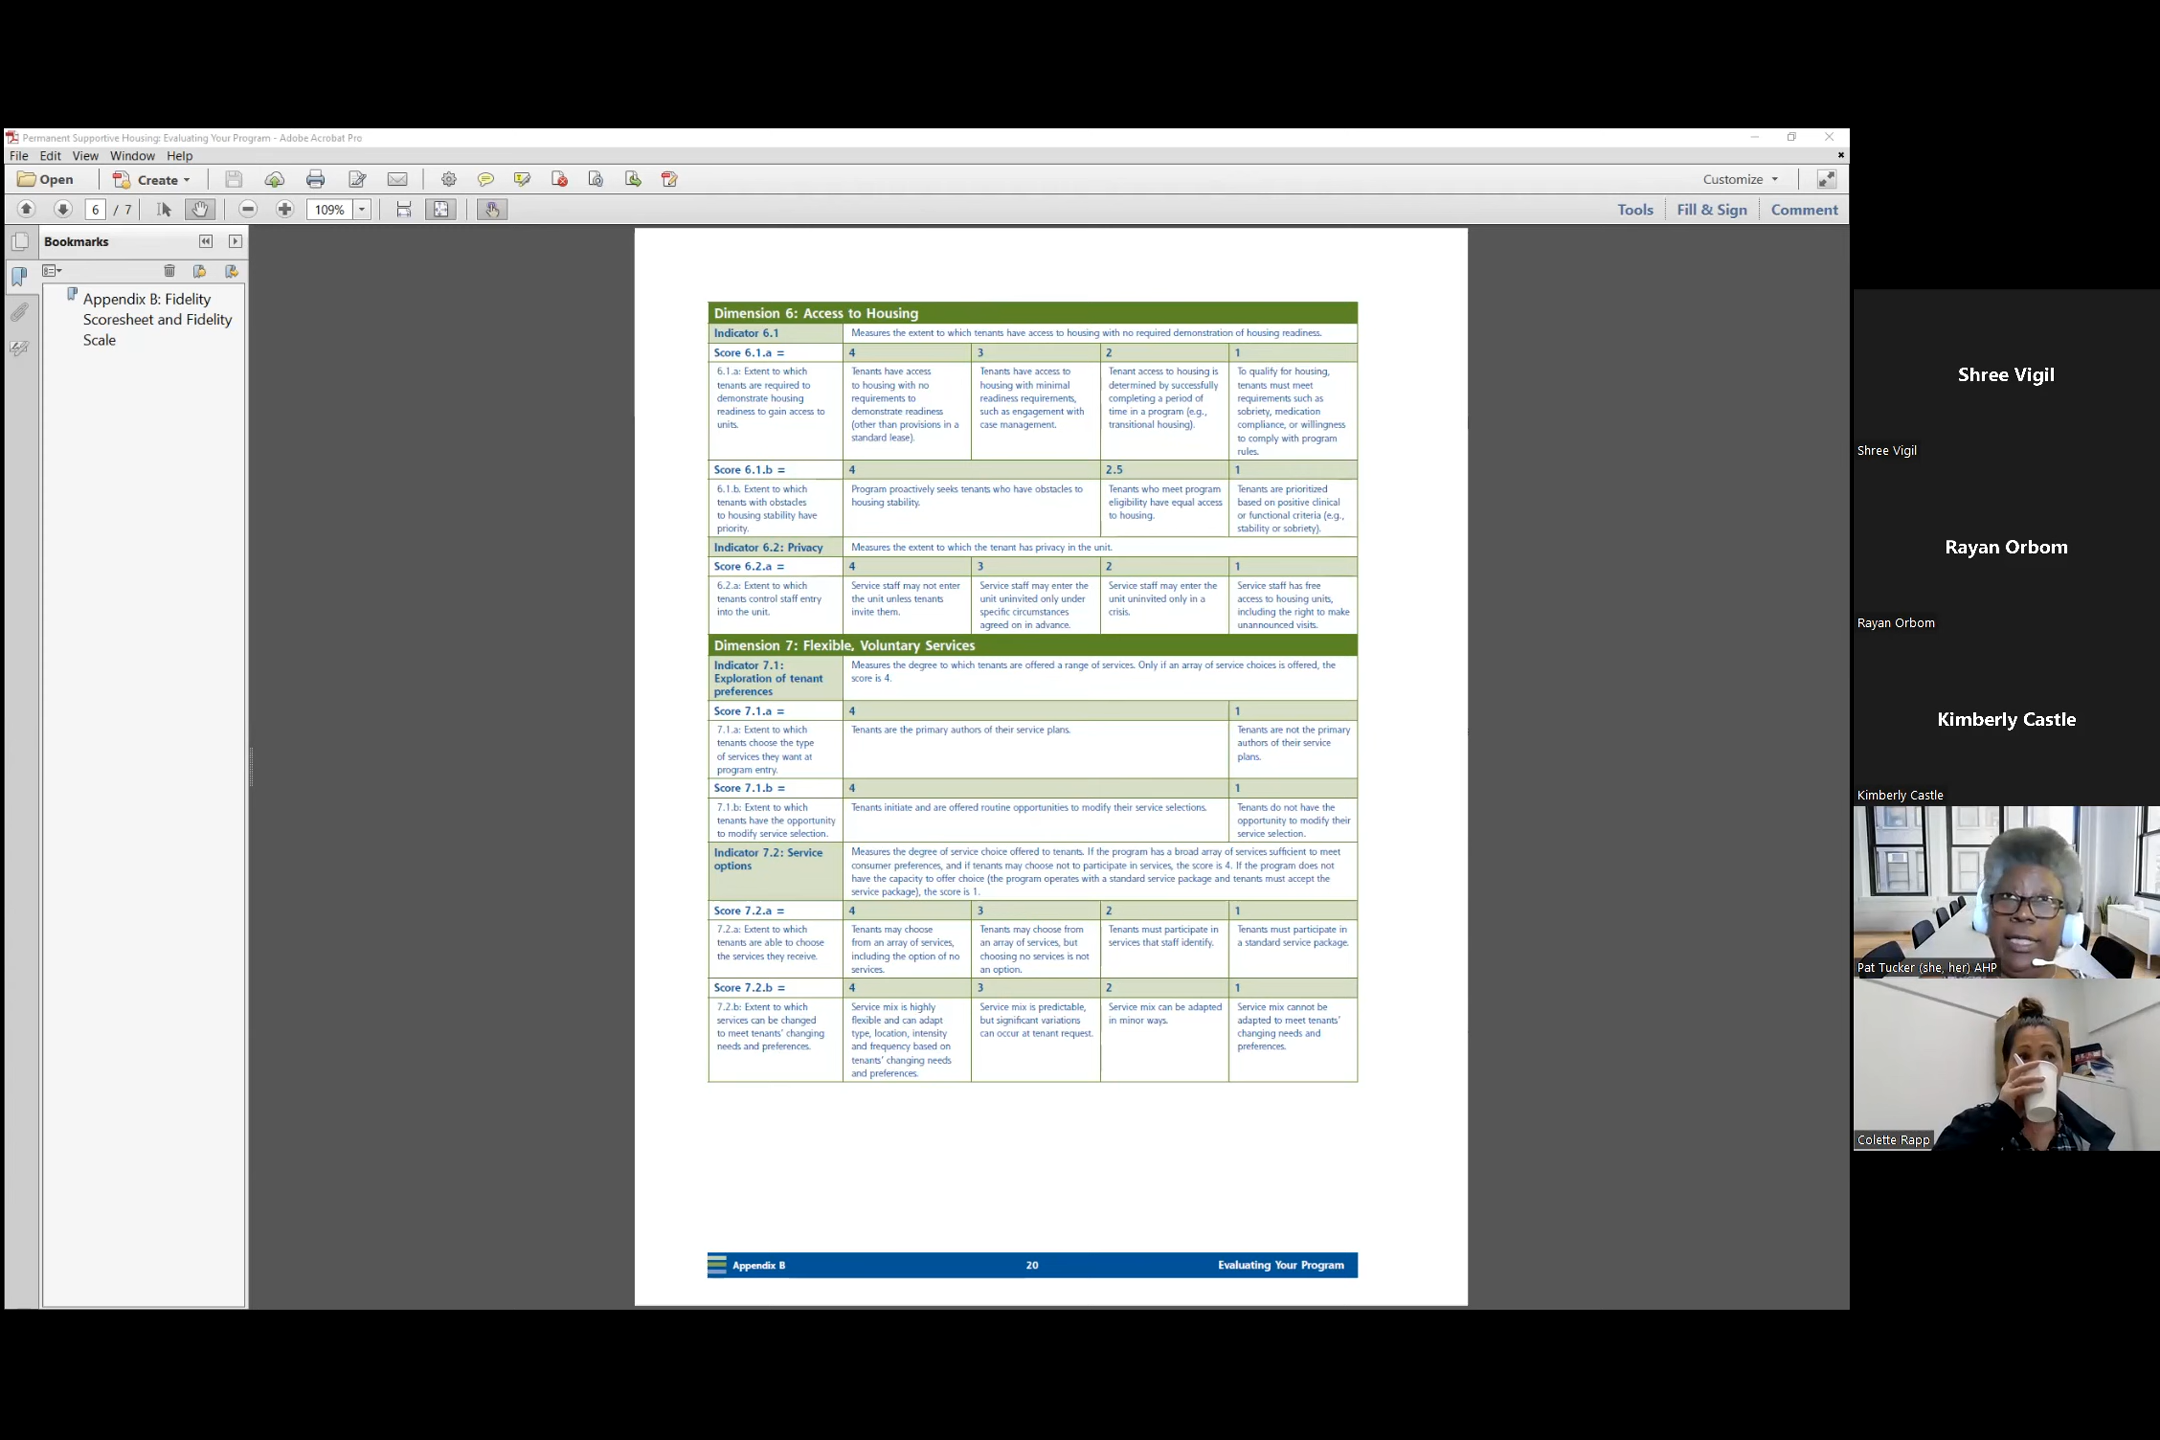 Permanent Supportive Housing: Evaluating Your Program - Adobe Acrobat Pro
File Edit View Window Help
Open Create Customize
6 / 7 109% Tools Fill & Sign Comment
Bookmarks
Appendix B: Fidelity
Scoresheet and Fidelity
Scale
Dimension 6: Access to Housing
Indicator 6.1 Measures the extent to which tenants have access to housing with no required demonstration of housing readiness.
Score 6.1.a = 4 3 2 1
6.1.a: Extent to which
tenants are required to
demonstrate housing
readiness to gain access to
units.
Tenants have access
to housing with no
requirements to
demonstrate readiness
(other than provisions in a
standard lease).
Tenants have access to
housing with minimal
readiness requirements,
such as engagement with
case management.
Tenant access to housing is
determined by successfully
completing a period of
time in a program (e.g.,
transitional housing).
To qualify for housing,
tenants must meet
requirements such as
sobriety, medication
compliance, or willingness
to comply with program
rules.
Score 6.1.b = 4 2.5 1
6.1.b. Extent to which
tenants with obstacles
to housing stability have
priority.
Program proactively seeks tenants who have obstacles to
housing stability.
Tenants who meet program
eligibility have equal access
to housing.
Tenants are prioritized
based on positive clinical
or functional criteria (e.g.,
stability or sobriety).
Indicator 6.2: Privacy Measures the extent to which the tenant has privacy in the unit.
Score 6.2.a = 4 3 2 1
6.2.a: Extent to which
tenants control staff entry
into the unit.
Service staff may not enter
the unit unless tenants
invite them.
Service staff may enter the
unit uninvited only under
specific circumstances
agreed on in advance.
Service staff may enter the
unit uninvited only in a
crisis.
Service staff has free
access to housing units,
including the right to make
unannounced visits.
Dimension 7: Flexible, Voluntary Services
Indicator 7.1:
Exploration of tenant
preferences
Measures the degree to which tenants are offered a range of services. Only if an array of service choices is offered, the
score is 4.
Score 7.1.a = 4 1
7.1.a: Extent to which
tenants choose the type
of services they want at
program entry.
Tenants are the primary authors of their service plans.
Tenants are not the primary
authors of their service
plans.
Score 7.1.b = 4 1
7.1.b: Extent to which
tenants have the opportunity
to modify service selection.
Tenants initiate and are offered routine opportunities to modify their service selections.
Tenants do not have the
opportunity to modify their
service selection.
Indicator 7.2: Service
options
Measures the degree of service choice offered to tenants. If the program has a broad array of services sufficient to meet
consumer preferences, and if tenants may choose not to participate in services, the score is 4. If the program does not
have the capacity to offer choice (the program operates with a standard service package and tenants must accept the
service package), the score is 1.
Score 7.2.a = 4 3 2 1
7.2.a: Extent to which
tenants are able to choose
the services they receive.
Tenants may choose
from an array of services,
including the option of no
services.
Tenants may choose from
an array of services, but
choosing no services is not
an option.
Tenants must participate in
services that staff identify.
Tenants must participate in
a standard service package.
Score 7.2.b = 4 3 2 1
7.2.b: Extent to which
services can be changed
to meet tenants' changing
needs and preferences.
Service mix is highly
flexible and can adapt
type, location, intensity
and frequency based on
tenants' changing needs
and preferences.
Service mix is predictable,
but significant variations
can occur at tenant request.
Service mix can be adapted
in minor ways.
Service mix cannot be
adapted to meet tenants'
changing needs and
preferences.
Appendix B 20 Evaluating Your Program
Shree Vigil
Shree Vigil
Rayan Orbom
Rayan Orbom
Kimberly Castle
Kimberly Castle
Pat Tucker (she, her) AHP
Colette Rapp